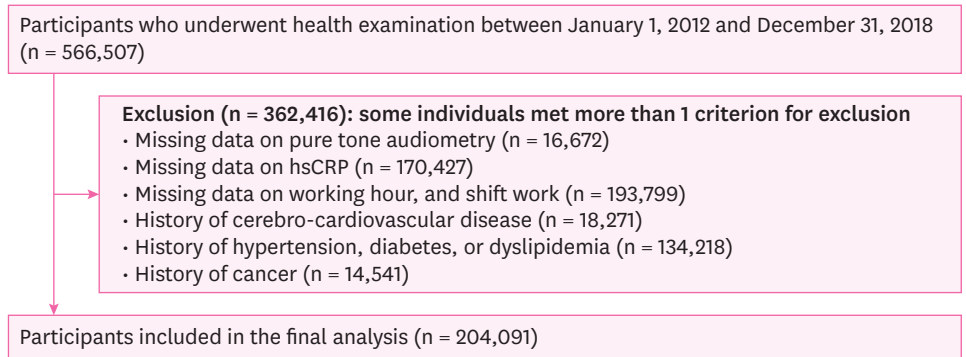 Participants who underwent health examination between January 1, 2012 and December 31, 2018
(n = 566,507)
Exclusion (n = 362,416): some individuals met more than 1 criterion for exclusion
• Missing data on pure tone audiometry (n = 16,672)
• Missing data on hsCRP (n = 170,427)
• Missing data on working hour, and shift work (n = 193,799)
• History of cerebro-cardiovascular disease (n = 18,271)
• History of hypertension, diabetes, or dyslipidemia (n = 134,218)
• History of cancer (n = 14,541)
Participants included in the final analysis (n = 204,091)